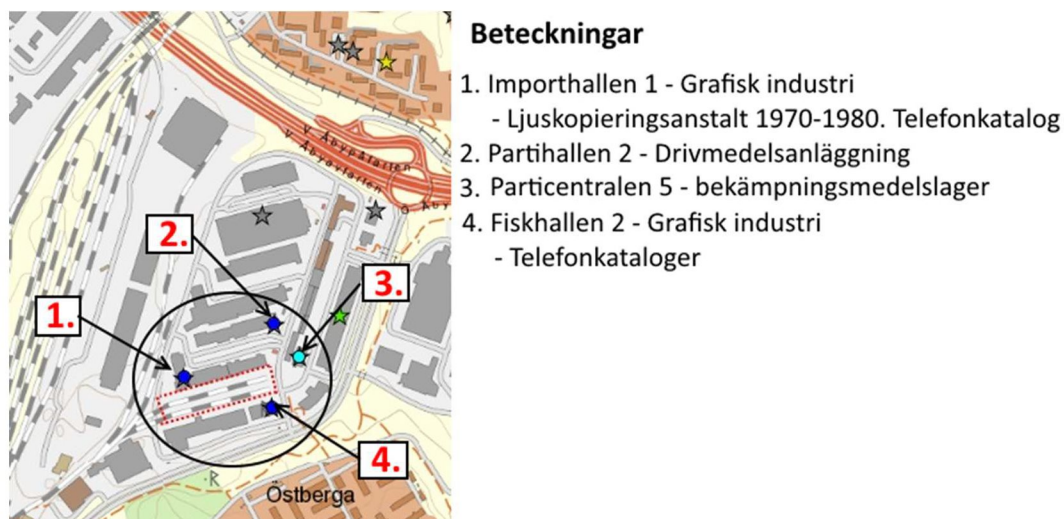 Beteckningar
1. Importhallen 1 - Grafisk industri
- Ljuskopieringsanstalt 1970-1980. Telefonkatalog
2. Partihallen 2 - Drivmedelsanläggning
3. Particentralen 5 - bekämpningsmedelslager
4. Fiskhallen 2 - Grafisk industri
- Telefonkataloger
2.
3.
1.
4.
R
Östberga